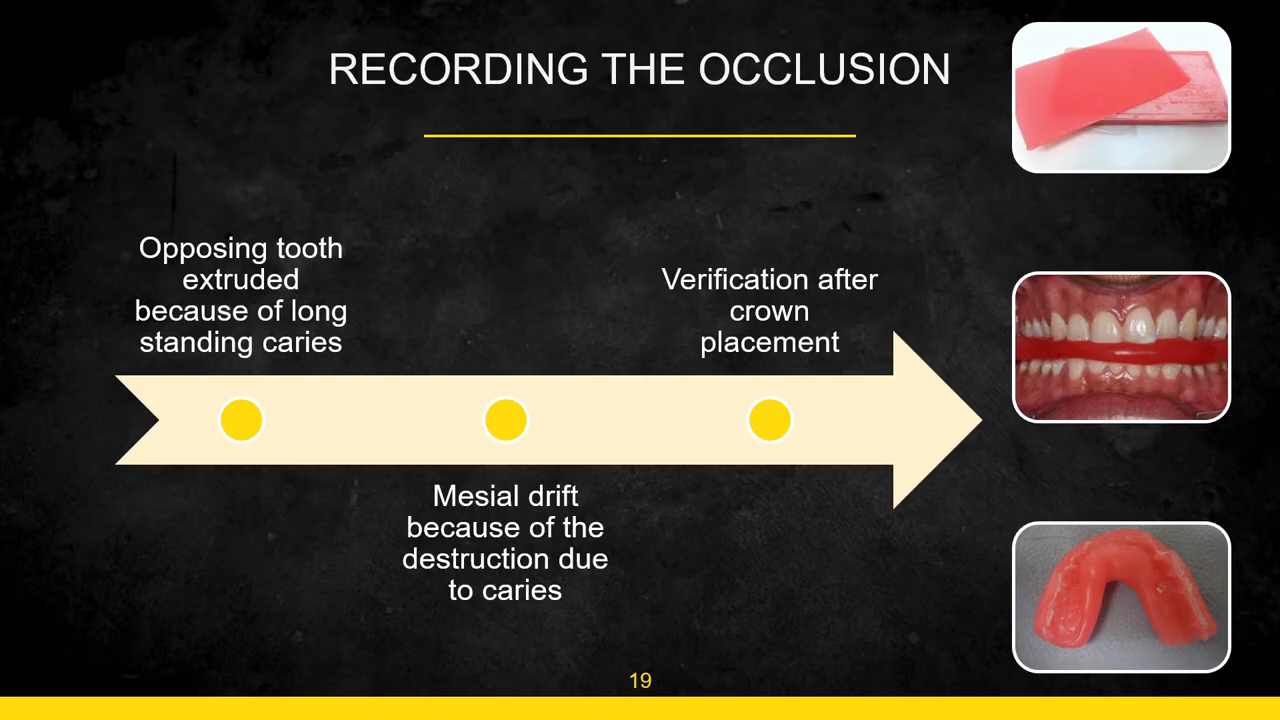 RECORDING THE OCCLUSION
Opposing tooth
extruded
because of long
standing caries
Mesial drift
because of the
destruction due
to caries
Verification after
crown
placement
19